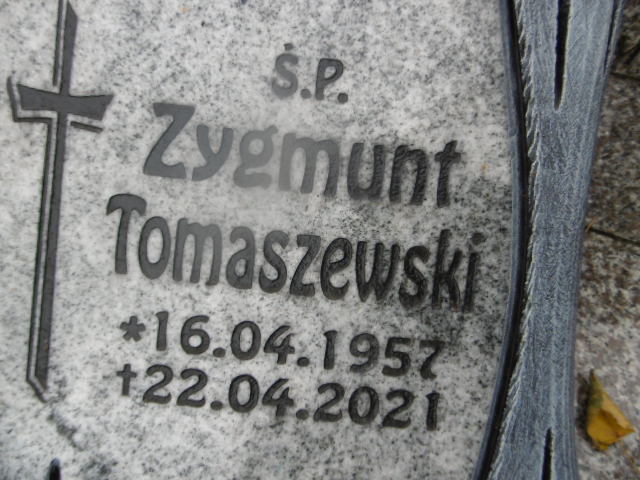 Ś.P.
Zygmunt
Tomaszewski
*16.04.1957
†22.04.2021